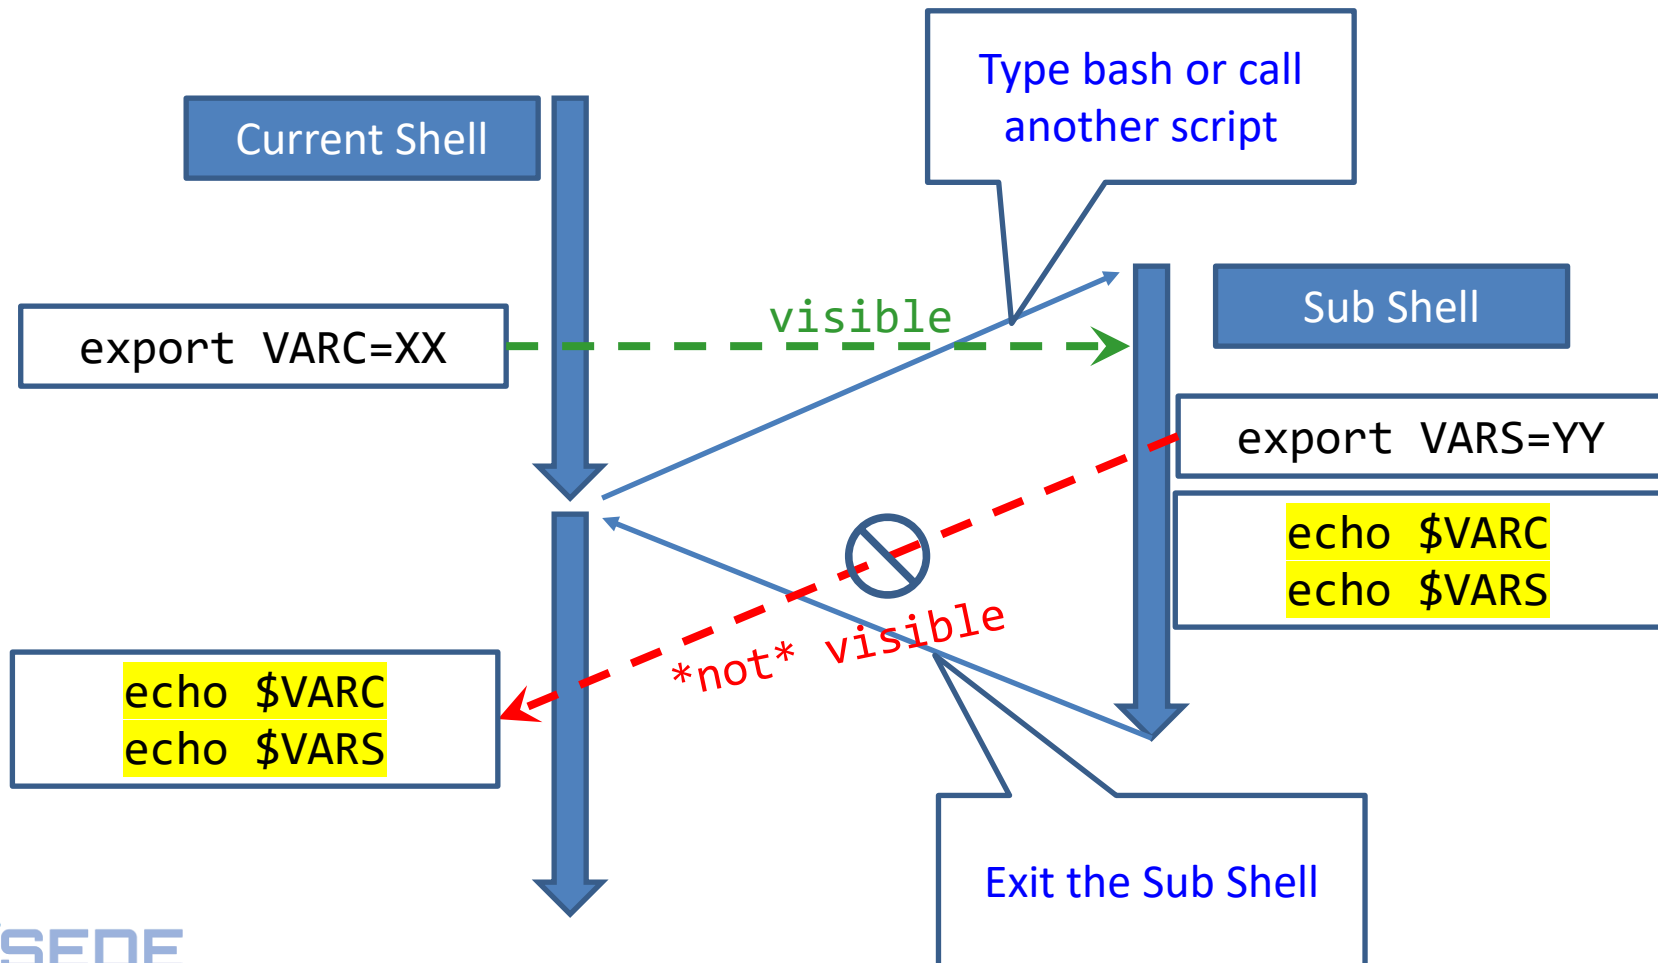 Type bash or call
another script
Current Shell
visible
Sub Shell
export VARC=XX
export VARS=YY
echo $VARC
echo $VARS
*not* visible
echo $VARC
echo $VARS
Exit the Sub Shell
SEDE